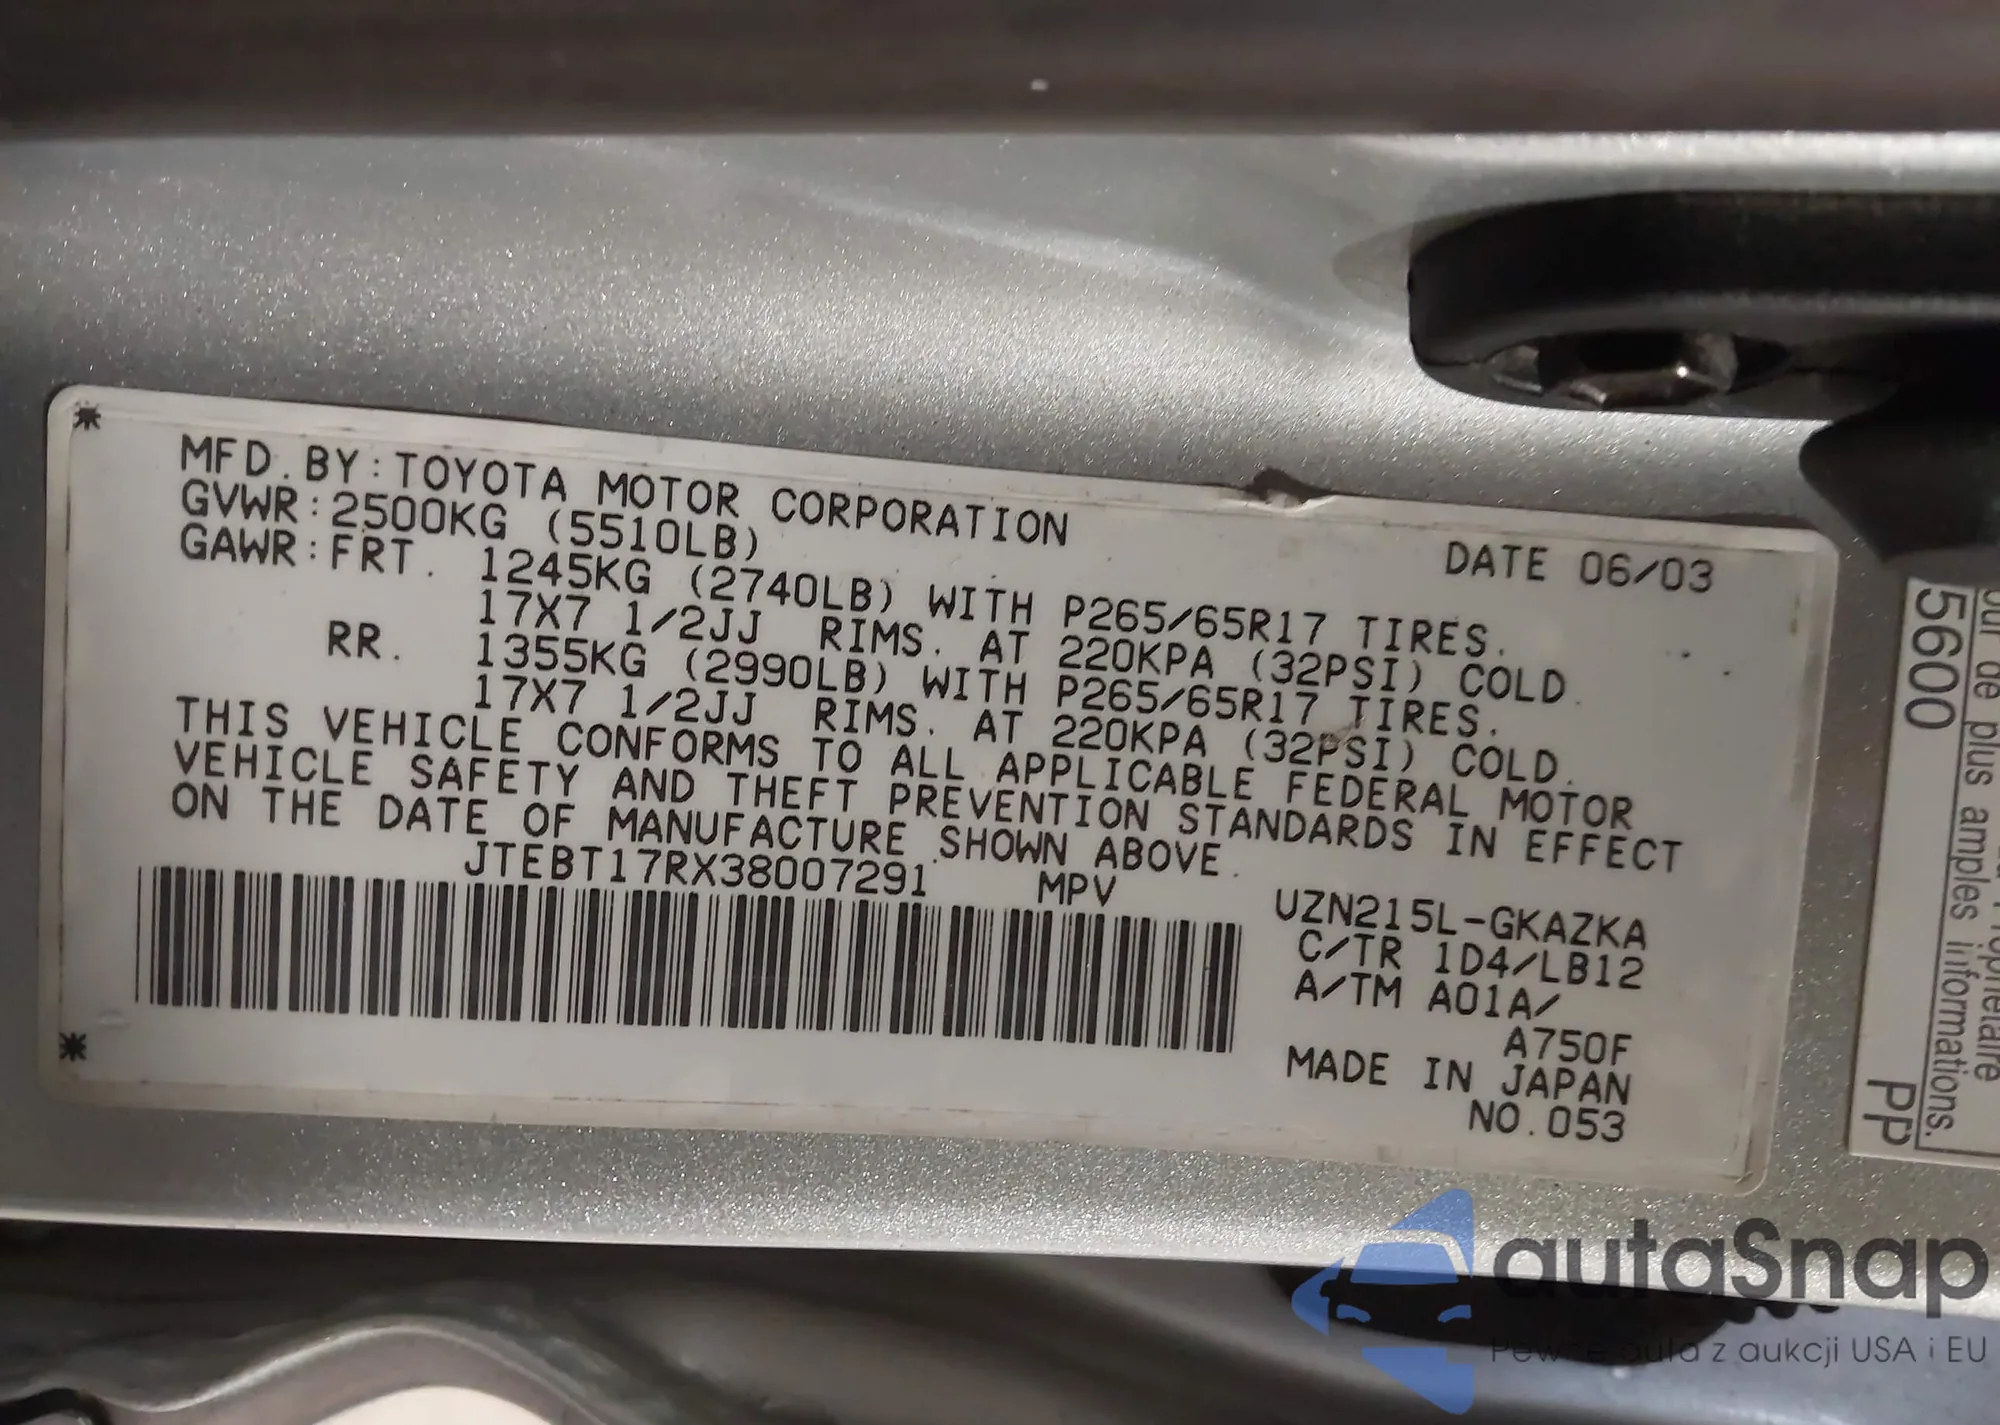 MFD.BY:TOYOTA MOTOR CORPORATION DATE 06/03
GVWR:2500KG (5510LB)
GAWR:FRT. 1245KG (2740LB) WITH P265/65R17 TIRES.
17X7 1/2JJ RIMS. AT 220KPA (32PSI) COLD.
RR. 1355KG (2990LB) WITH P265/65R17 TIRES.
17X7 1/2JJ RIMS. AT 220KPA (32PSI) COLD.
THIS VEHICLE CONFORMS TO ALL APPLICABLE FEDERAL MOTOR
VEHICLE SAFETY AND THEFT PREVENTION STANDARDS IN EFFECT
ON THE DATE OF MANUFACTURE SHOWN ABOVE.
JTEBT17RX38007291 MPV
UZN215L-GKAZKA
C/TR 1D4/LB12
A/TM A01A/
A750F
MADE IN JAPAN
NO.053
5600
de plus amples informations.
PP
autaSnap
Pewne auta z aukcji USA i EU